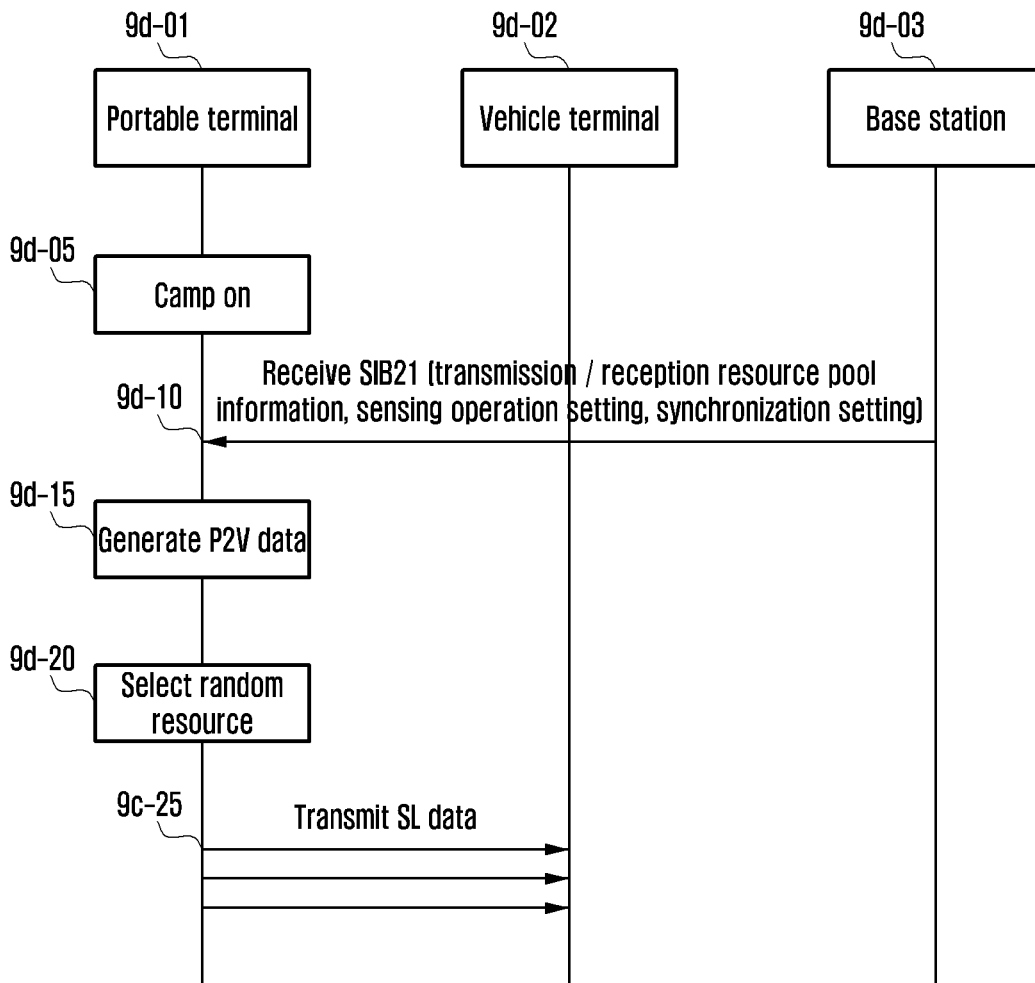 9d-01
9d-02
9d-03
Portable terminal
Vehicle terminal
Base station
9d-05
Camp on
Receive SIB21 (transmission / reception resource pool
information, sensing operation setting, synchronization setting)
9d-10
9d-15
Generate P2V data
9d-20
Select random
resource
9c-25
Transmit SL data